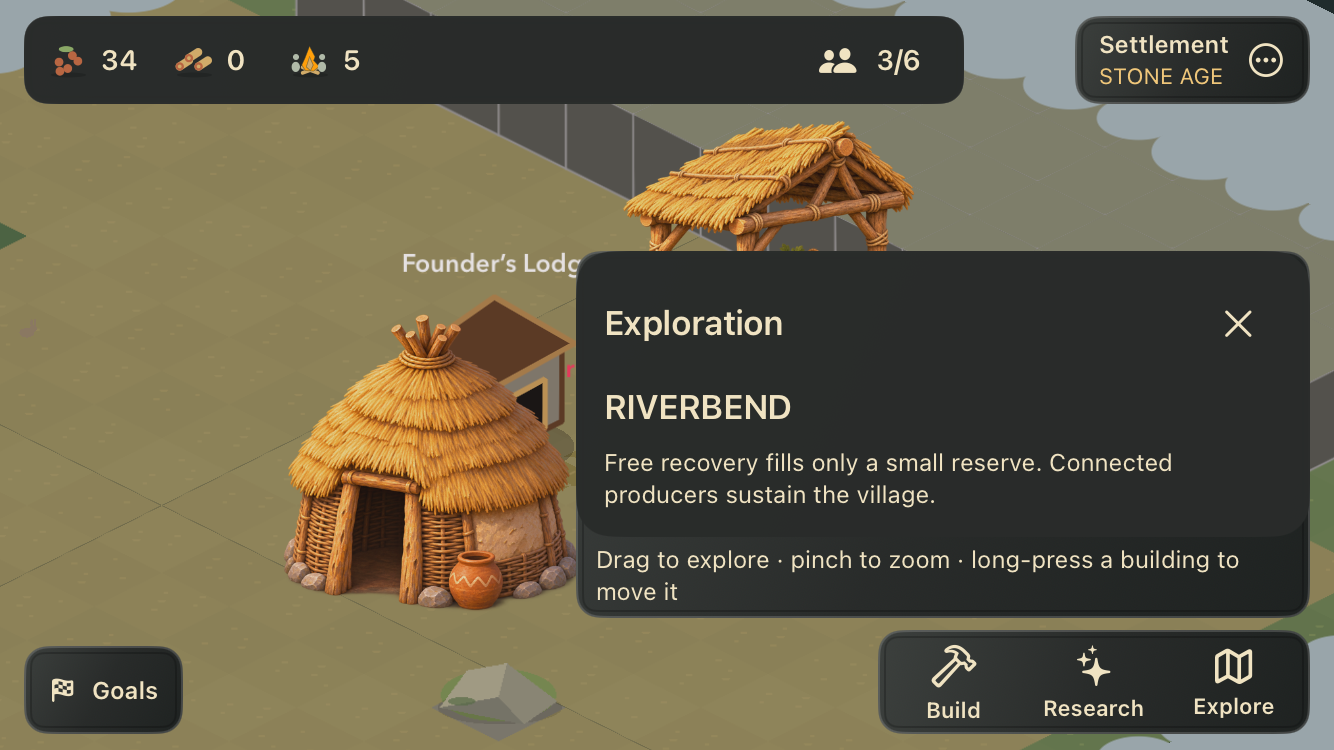 34
0
5
3/6
Settlement
STONE AGE
Founder's Lodg
Exploration
RIVERBEND
Free recovery fills only a small reserve. Connected
producers sustain the village.
Drag to explore · pinch to zoom · long-press a building to
move it
Goals
Build
Research
Explore